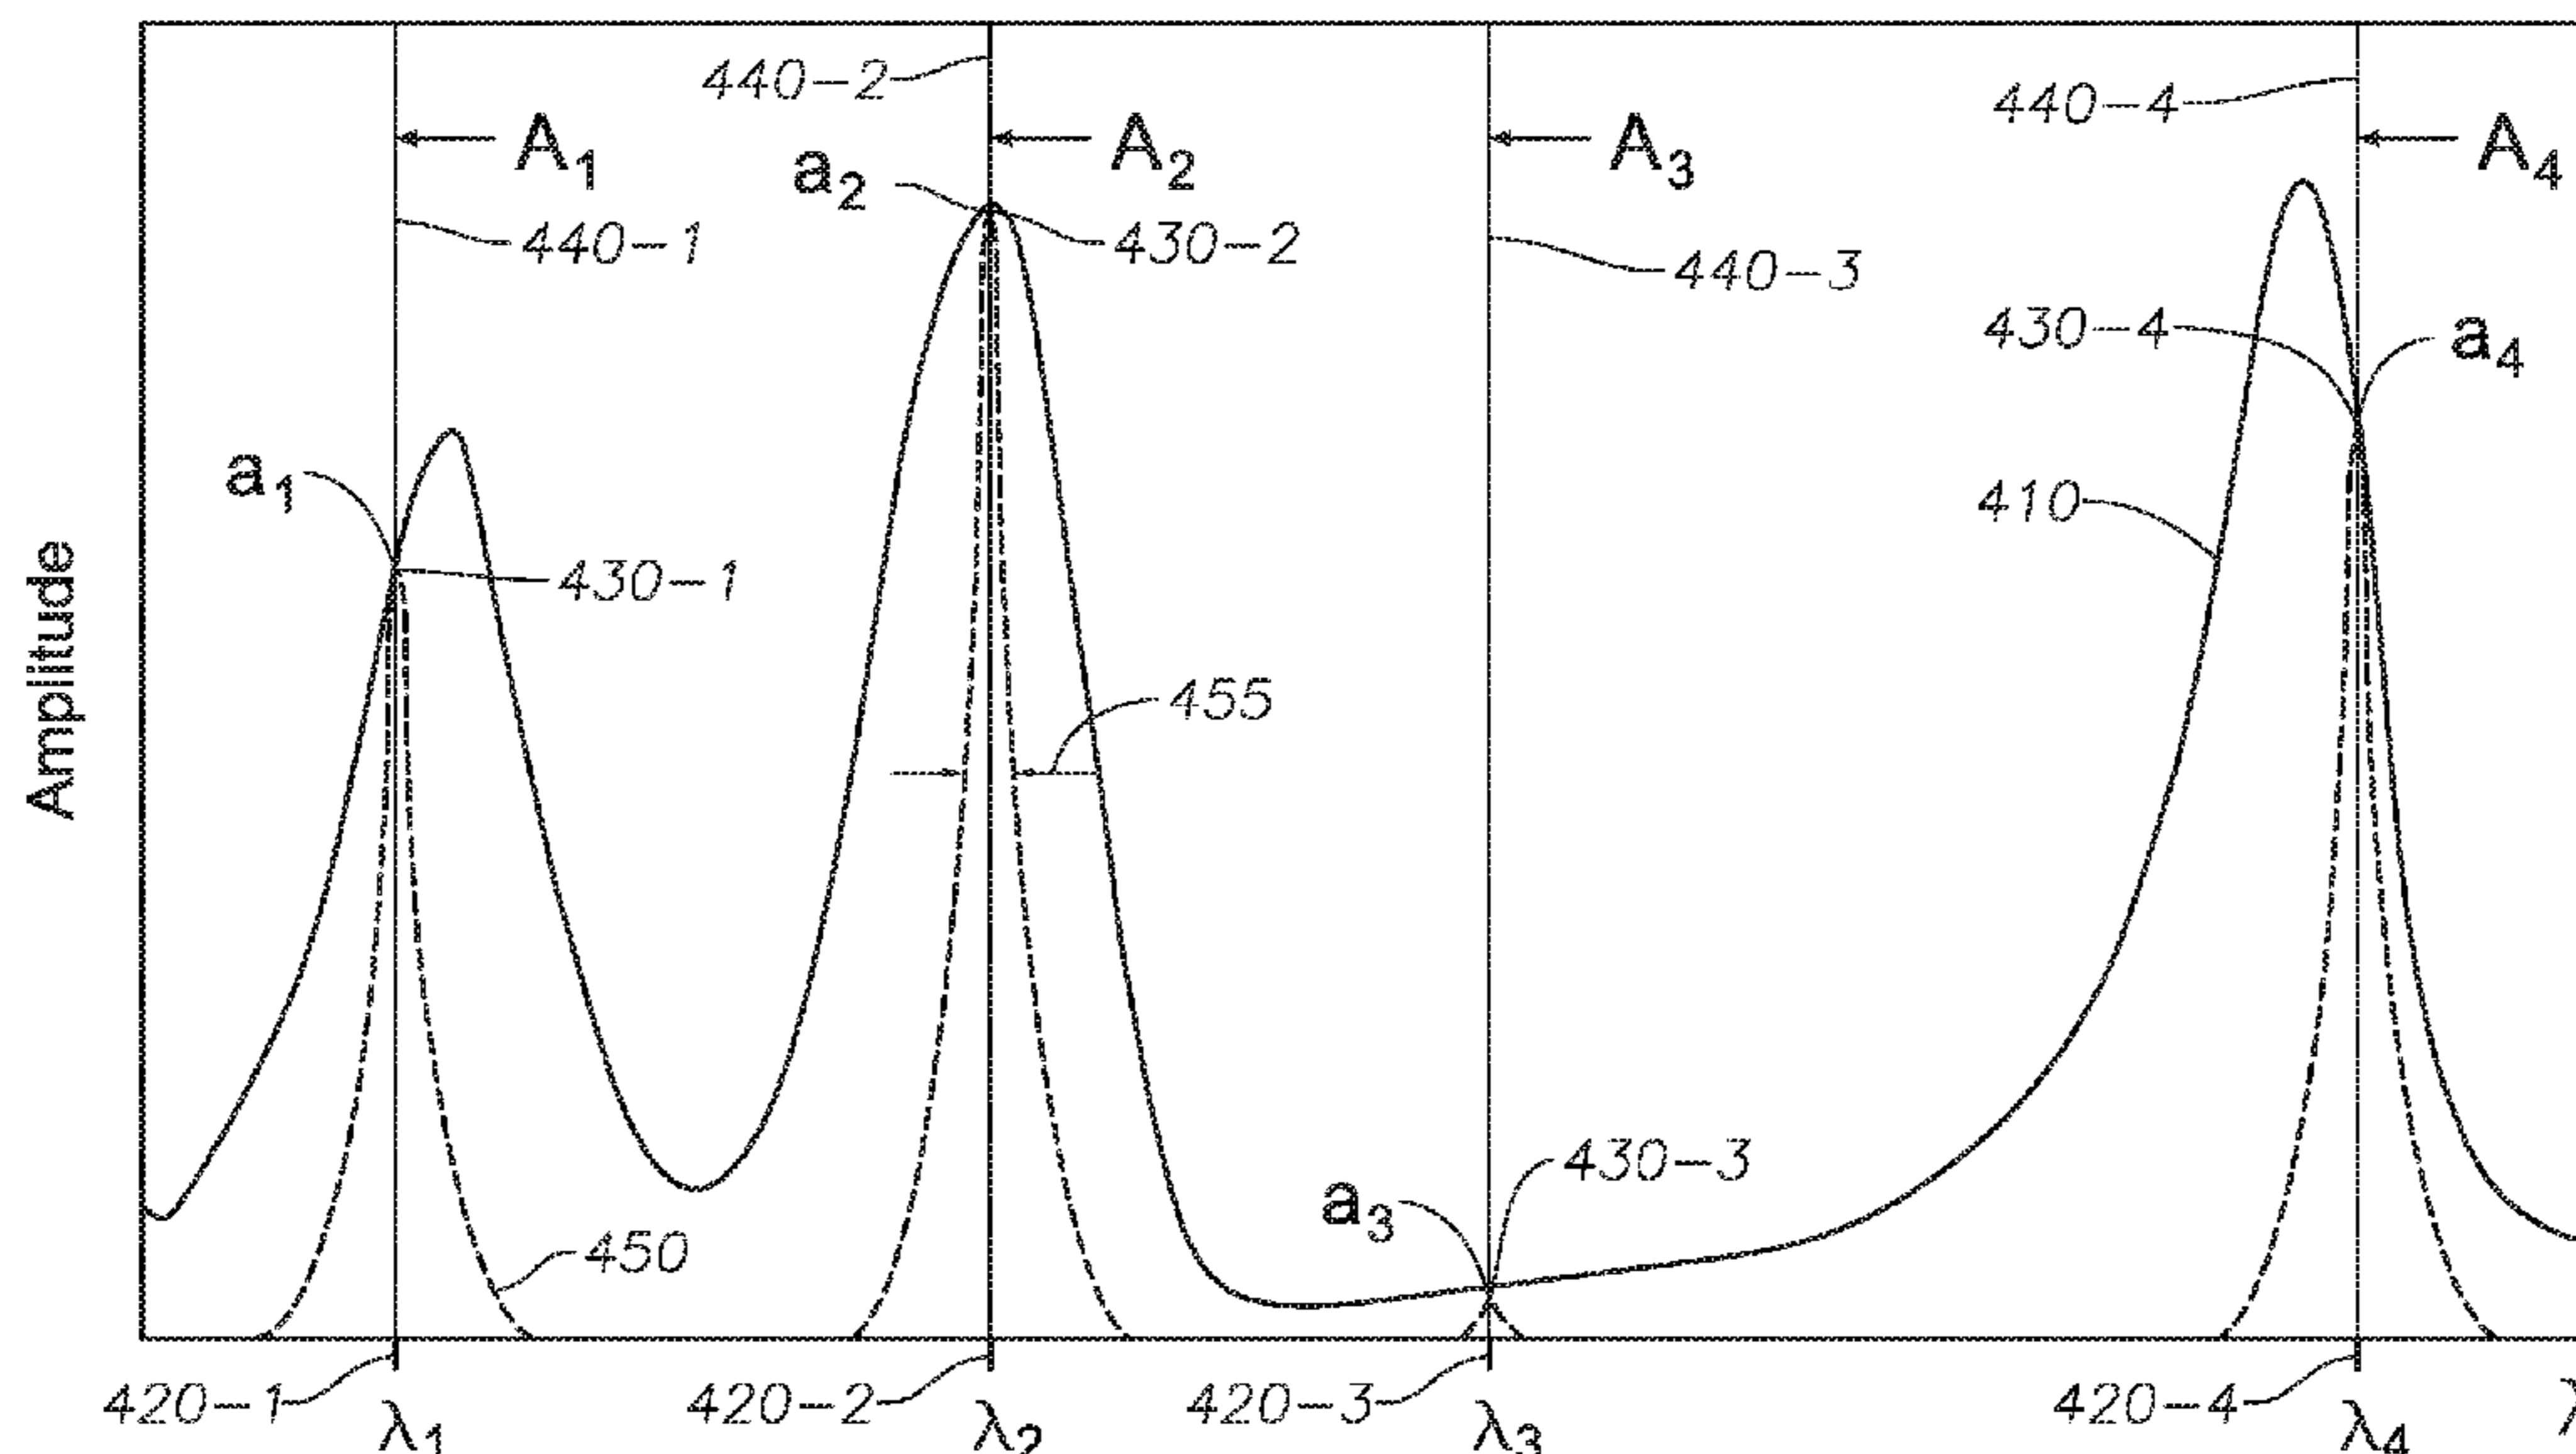 440-2
440-4
A₁
A₂
A₃
A₄
a₂
440-1
430-2
440-3
430-4
a₄
a₁
410
430-1
Amplitude
455
430-3
a₃
450
420-1
420-2
420-3
420-4
λ₁
λ₂
λ₃
λ₄